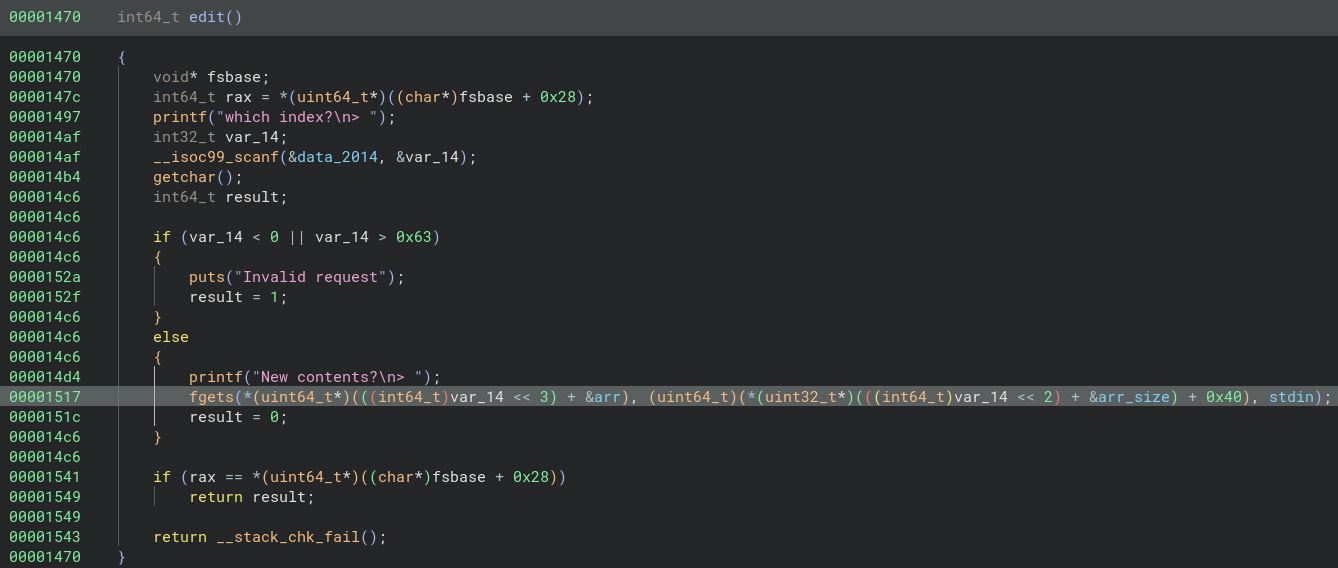 00001470 int64_t edit()
00001470 {
00001470 void* fsbase;
0000147c int64_t rax = *(uint64_t*)((char*)fsbase + 0x28);
00001497 printf("which index?\n> ");
000014af int32_t var_14;
000014af __isoc99_scanf(&data_2014, &var_14);
000014b4 getchar();
000014c6 int64_t result;
000014c6
000014c6 if (var_14 < 0 || var_14 > 0x63)
000014c6 {
0000152a puts("Invalid request");
0000152f result = 1;
000014c6 }
000014c6 else
000014c6 {
000014d4 printf("New contents?\n> ");
00001517 fgets(*(uint64_t*)(((int64_t)var_14 << 3) + &arr), (uint64_t)(*(uint32_t*)(((int64_t)var_14 << 2) + &arr_size) + 0x40), stdin);
0000151c result = 0;
000014c6 }
000014c6
00001541 if (rax == *(uint64_t*)((char*)fsbase + 0x28))
00001549 return result;
00001549
00001543 return __stack_chk_fail();
00001470 }